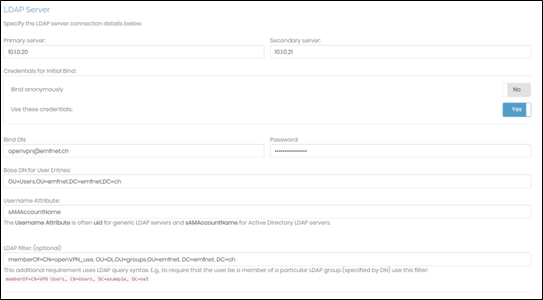 LDAP Server
Specify the LDAP server connection details below.
Primary server: Secondary server:
10.1.0.20 10.1.0.21
Credentials for Initial Bind:
Bind anonymously No
Use these credentials: Yes
Bind DN: Password:
openvpn@emfnet.ch ••••••••••••••••
Base DN for User Entries:
OU=Users,OU=emfnet,DC=emfnet,DC=ch
Username Attribute:
sAMAccountName
The Username Attribute is often uid for generic LDAP servers and sAMAccountName for Active Directory LDAP servers.
LDAP filter: (optional)
memberOf=CN=openVPN_use, OU=DI,OU=groups,OU=emfnet, DC=emfnet, DC=ch
This additional requirement uses LDAP query syntax. E.g., to require that the user be a member of a particular LDAP group (specified by DN) use this filter:
memberOf=CN=VPN Users, CN=Users, DC=example, DC=net